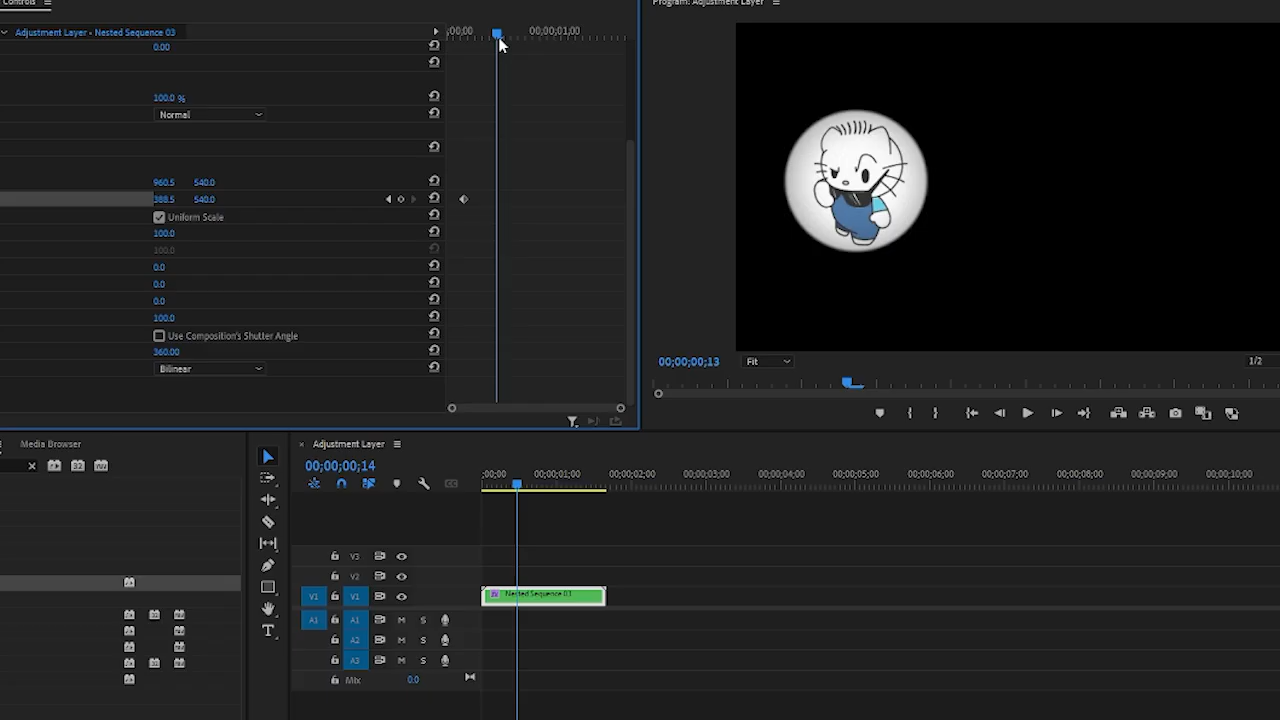 Controls
Program: Adjustment Layer
Adjustment Layer - Nested Sequence 03
;00;00
00;00;01;00
0.00
100.0 %
Normal
960.5 540.0
388.5 540.0
Uniform Scale
100.0
100.0
0.0
0.0
0.0
100.0
Use Composition's Shutter Angle
360.00
Bilinear
00;00;00;13
Fit
1/2
Media Browser
Adjustment Layer
00;00;00;14
;00;00
00;00;01;00
00;00;02;00
00;00;03;00
00;00;04;00
00;00;05;00
00;00;06;00
00;00;07;00
00;00;08;00
00;00;09;00
00;00;10;00
V3
V2
V1 V1
Nested Sequence 03
A1 A1 M S
A2 M S
A3 M S
Mix 0.0